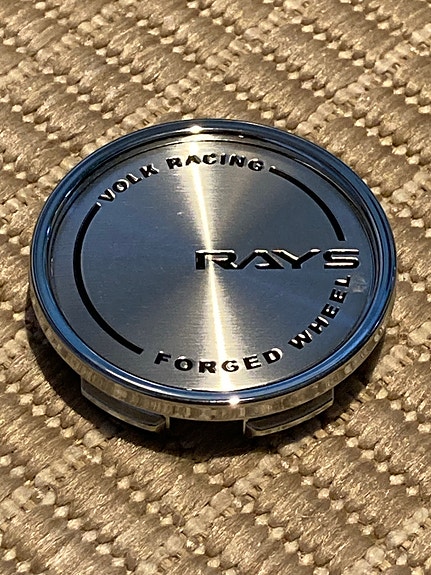 VOLK RACING
RAYS
FORGED WHEEL